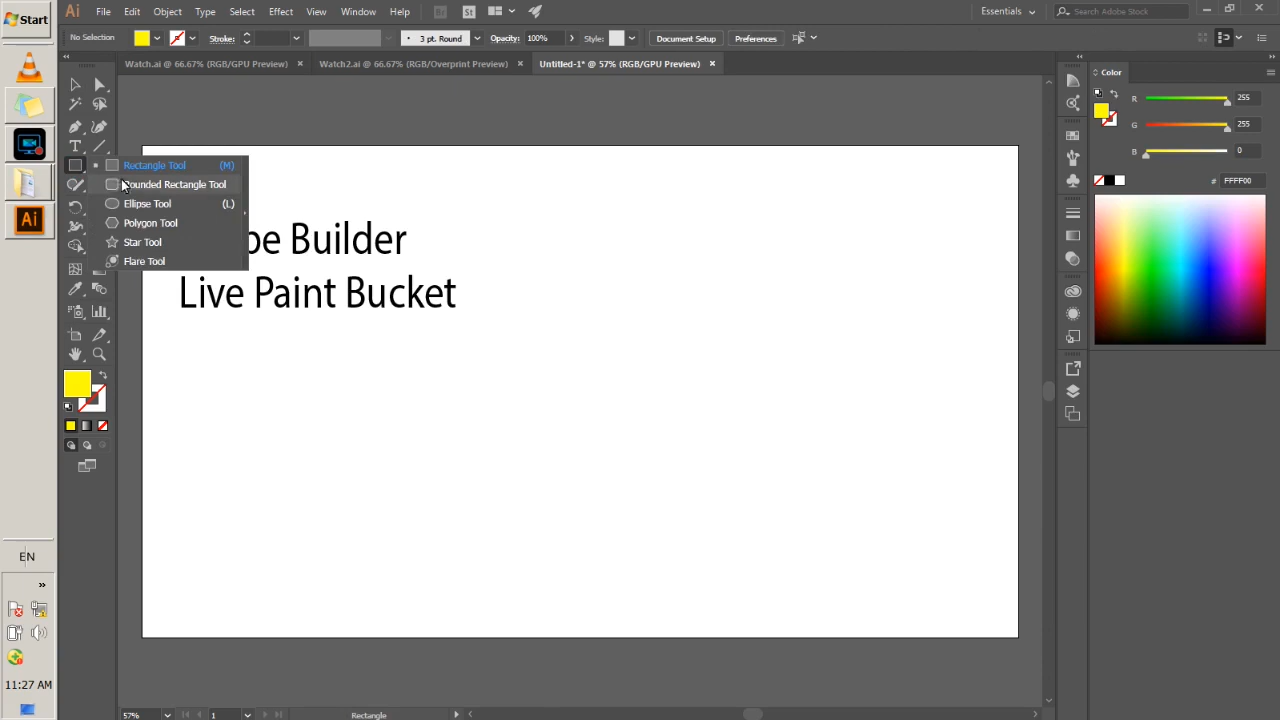 Start
Ai File Edit Object Type Select Effect View Window Help Br St Essentials Search Adobe Stock
No Selection Stroke: 3 pt. Round Opacity: 100% Style: Document Setup Preferences
Watch.ai @ 66.67% (RGB/GPU Preview) Watch2.ai @ 66.67% (RGB/Overprint Preview) Untitled-1* @ 57% (RGB/GPU Preview)
Color
R 255
G 255
B 0
# FFFF00
Rectangle Tool (M)
ounded Rectangle Tool
Ellipse Tool (L)
Polygon Tool
Star Tool
Flare Tool
Ai
pe Builder
Live Paint Bucket
EN
11:27 AM
57% 1 Rectangle